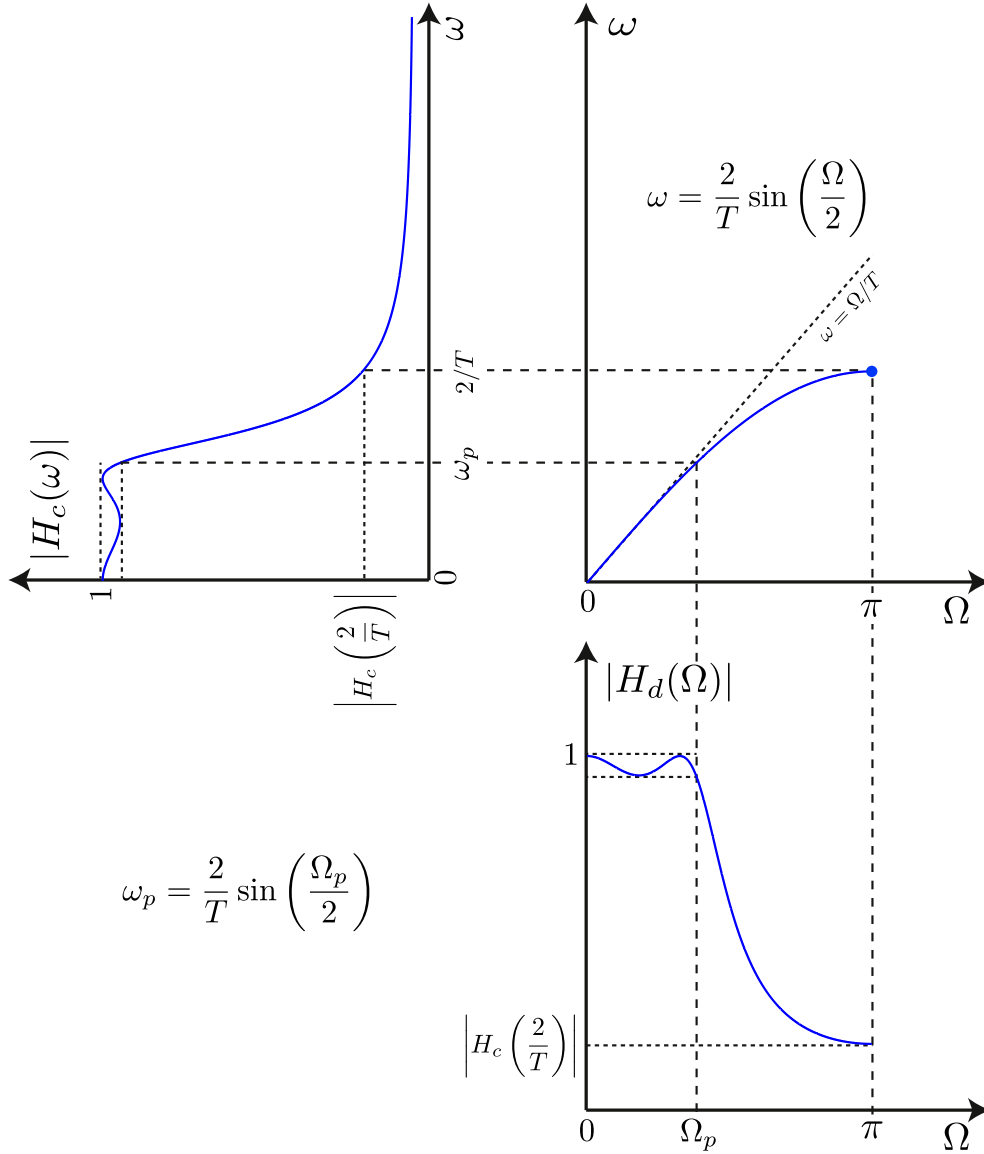 ω
|H_c(ω)|
1
0
ω_p
2/T
|H_c(2/T)|
ω
ω = 2/T sin(Ω/2)
ω = Ω/T
0
π
Ω
|H_d(Ω)|
1
|H_c(2/T)|
0
Ω_p
π
Ω
ω_p = 2/T sin(Ω_p/2)